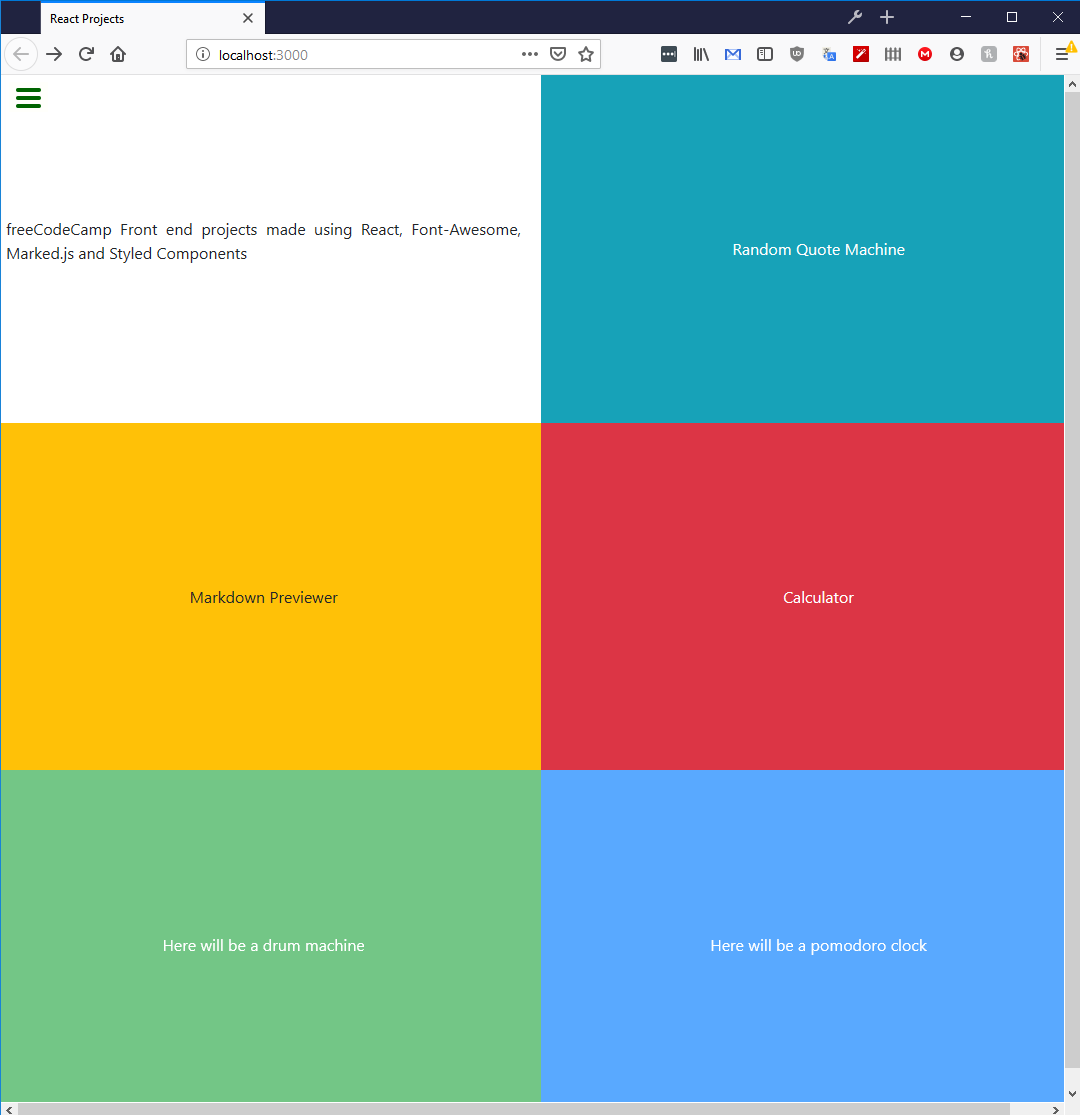 React Projects
localhost:3000
freeCodeCamp Front end projects made using React, Font-Awesome,
Marked.js and Styled Components
Random Quote Machine
Markdown Previewer
Calculator
Here will be a drum machine
Here will be a pomodoro clock